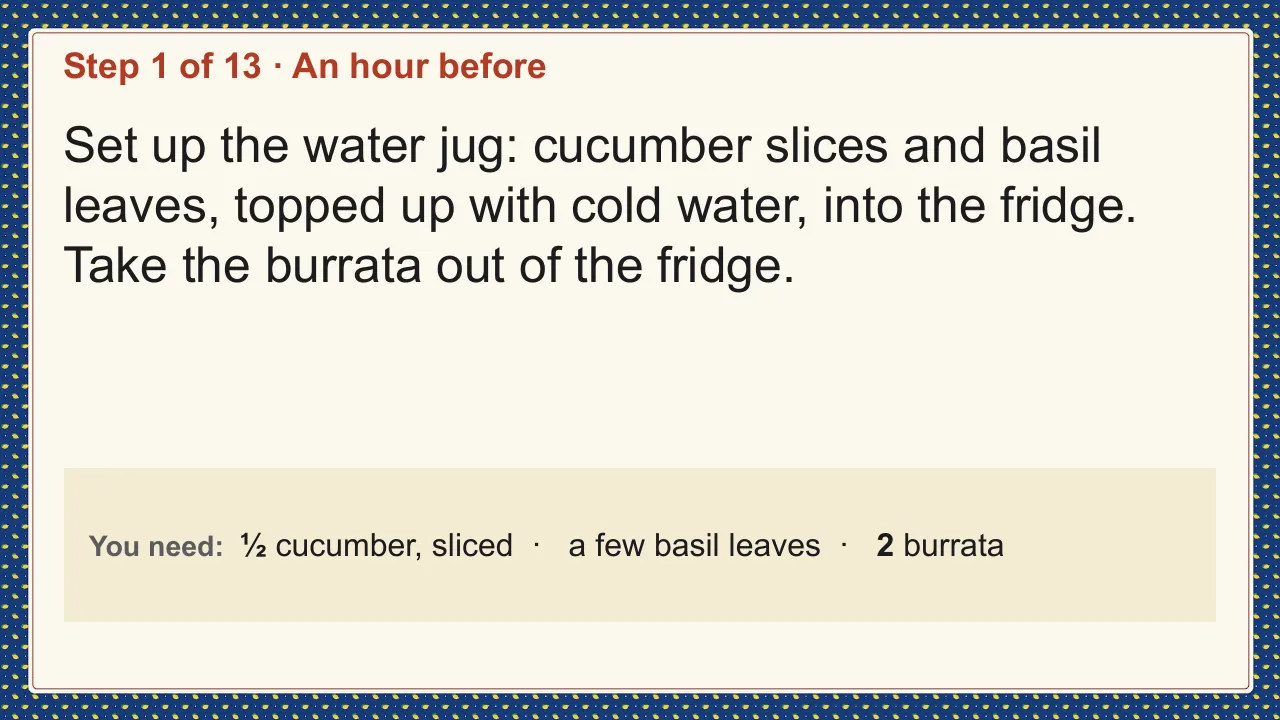 Step 1 of 13 · An hour before
Set up the water jug: cucumber slices and basil
leaves, topped up with cold water, into the fridge.
Take the burrata out of the fridge.
You need: ½ cucumber, sliced · a few basil leaves · 2 burrata